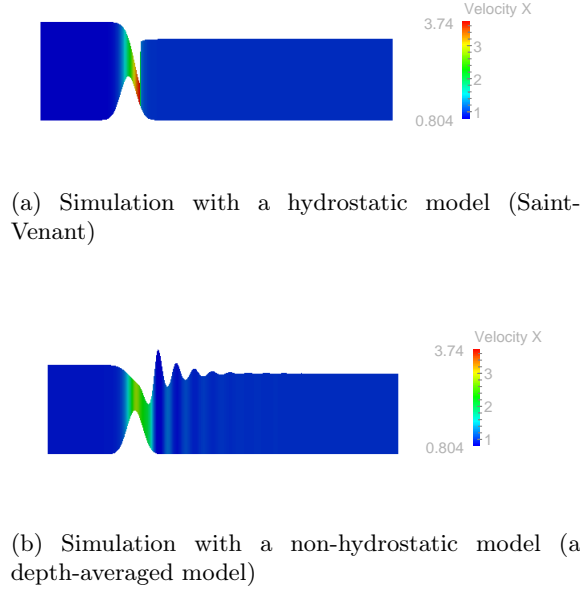 Velocity X
3.74
3
2
1
0.804
(a) Simulation with a hydrostatic model (Saint-
Venant)
Velocity X
3.74
3
2
1
0.804
(b) Simulation with a non-hydrostatic model (a
depth-averaged model)